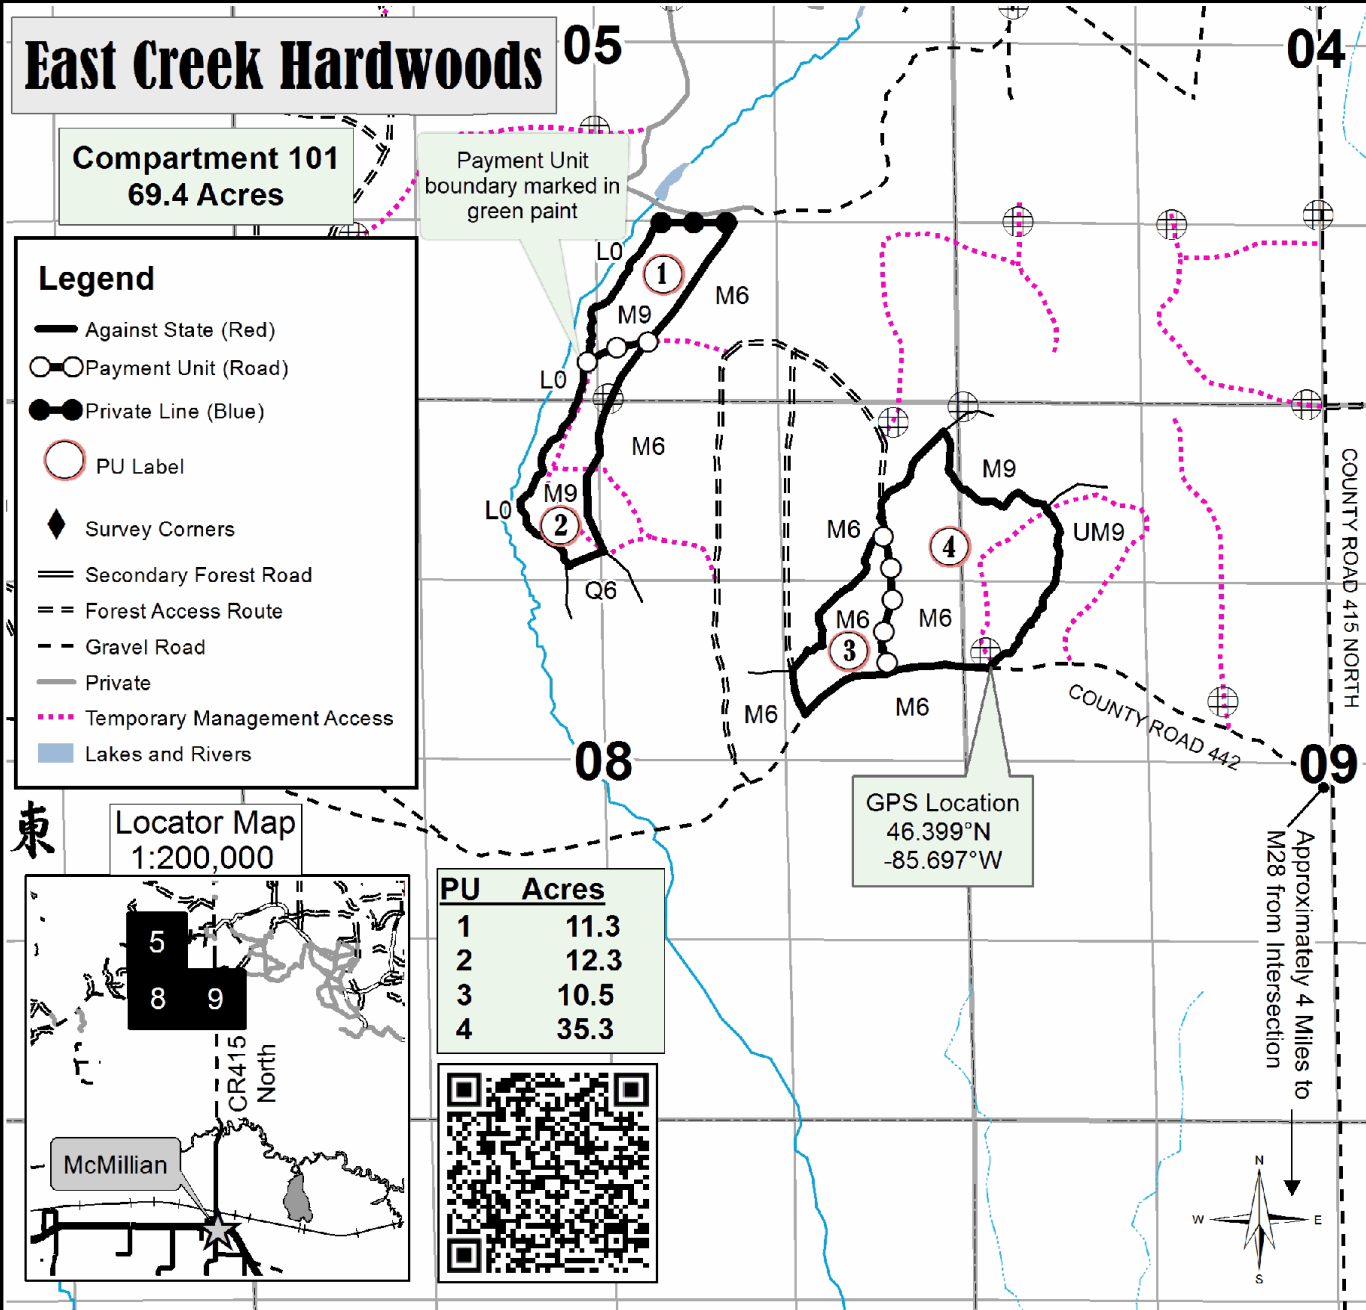 East Creek Hardwoods
05
04
Compartment 101
69.4 Acres
Payment Unit
boundary marked in
green paint
Legend
Against State (Red)
Payment Unit (Road)
Private Line (Blue)
PU Label
Survey Corners
Secondary Forest Road
Forest Access Route
Gravel Road
Private
Temporary Management Access
Lakes and Rivers
L0
1
M6
M9
L0
M6
M9
L0
2
Q6
M9
M6
4
UM9
M6
M6
3
M6
M6
COUNTY ROAD 415 NORTH
COUNTY ROAD 442
08
09
GPS Location
46.399°N
-85.697°W
Approximately 4 Miles to
M28 from Intersection
東
Locator Map
1:200,000
5
8 9
CR415
North
McMillian
PU Acres
1 11.3
2 12.3
3 10.5
4 35.3
N
W E
S